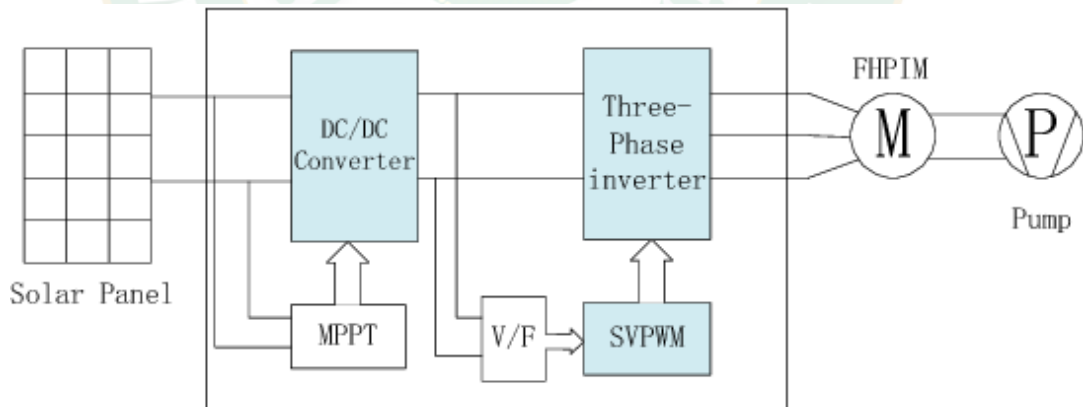 FHPIM
DC/DC
Converter
Three-
Phase
inverter
M
P
Pump
Solar Panel
MPPT
V/F
SVPWM